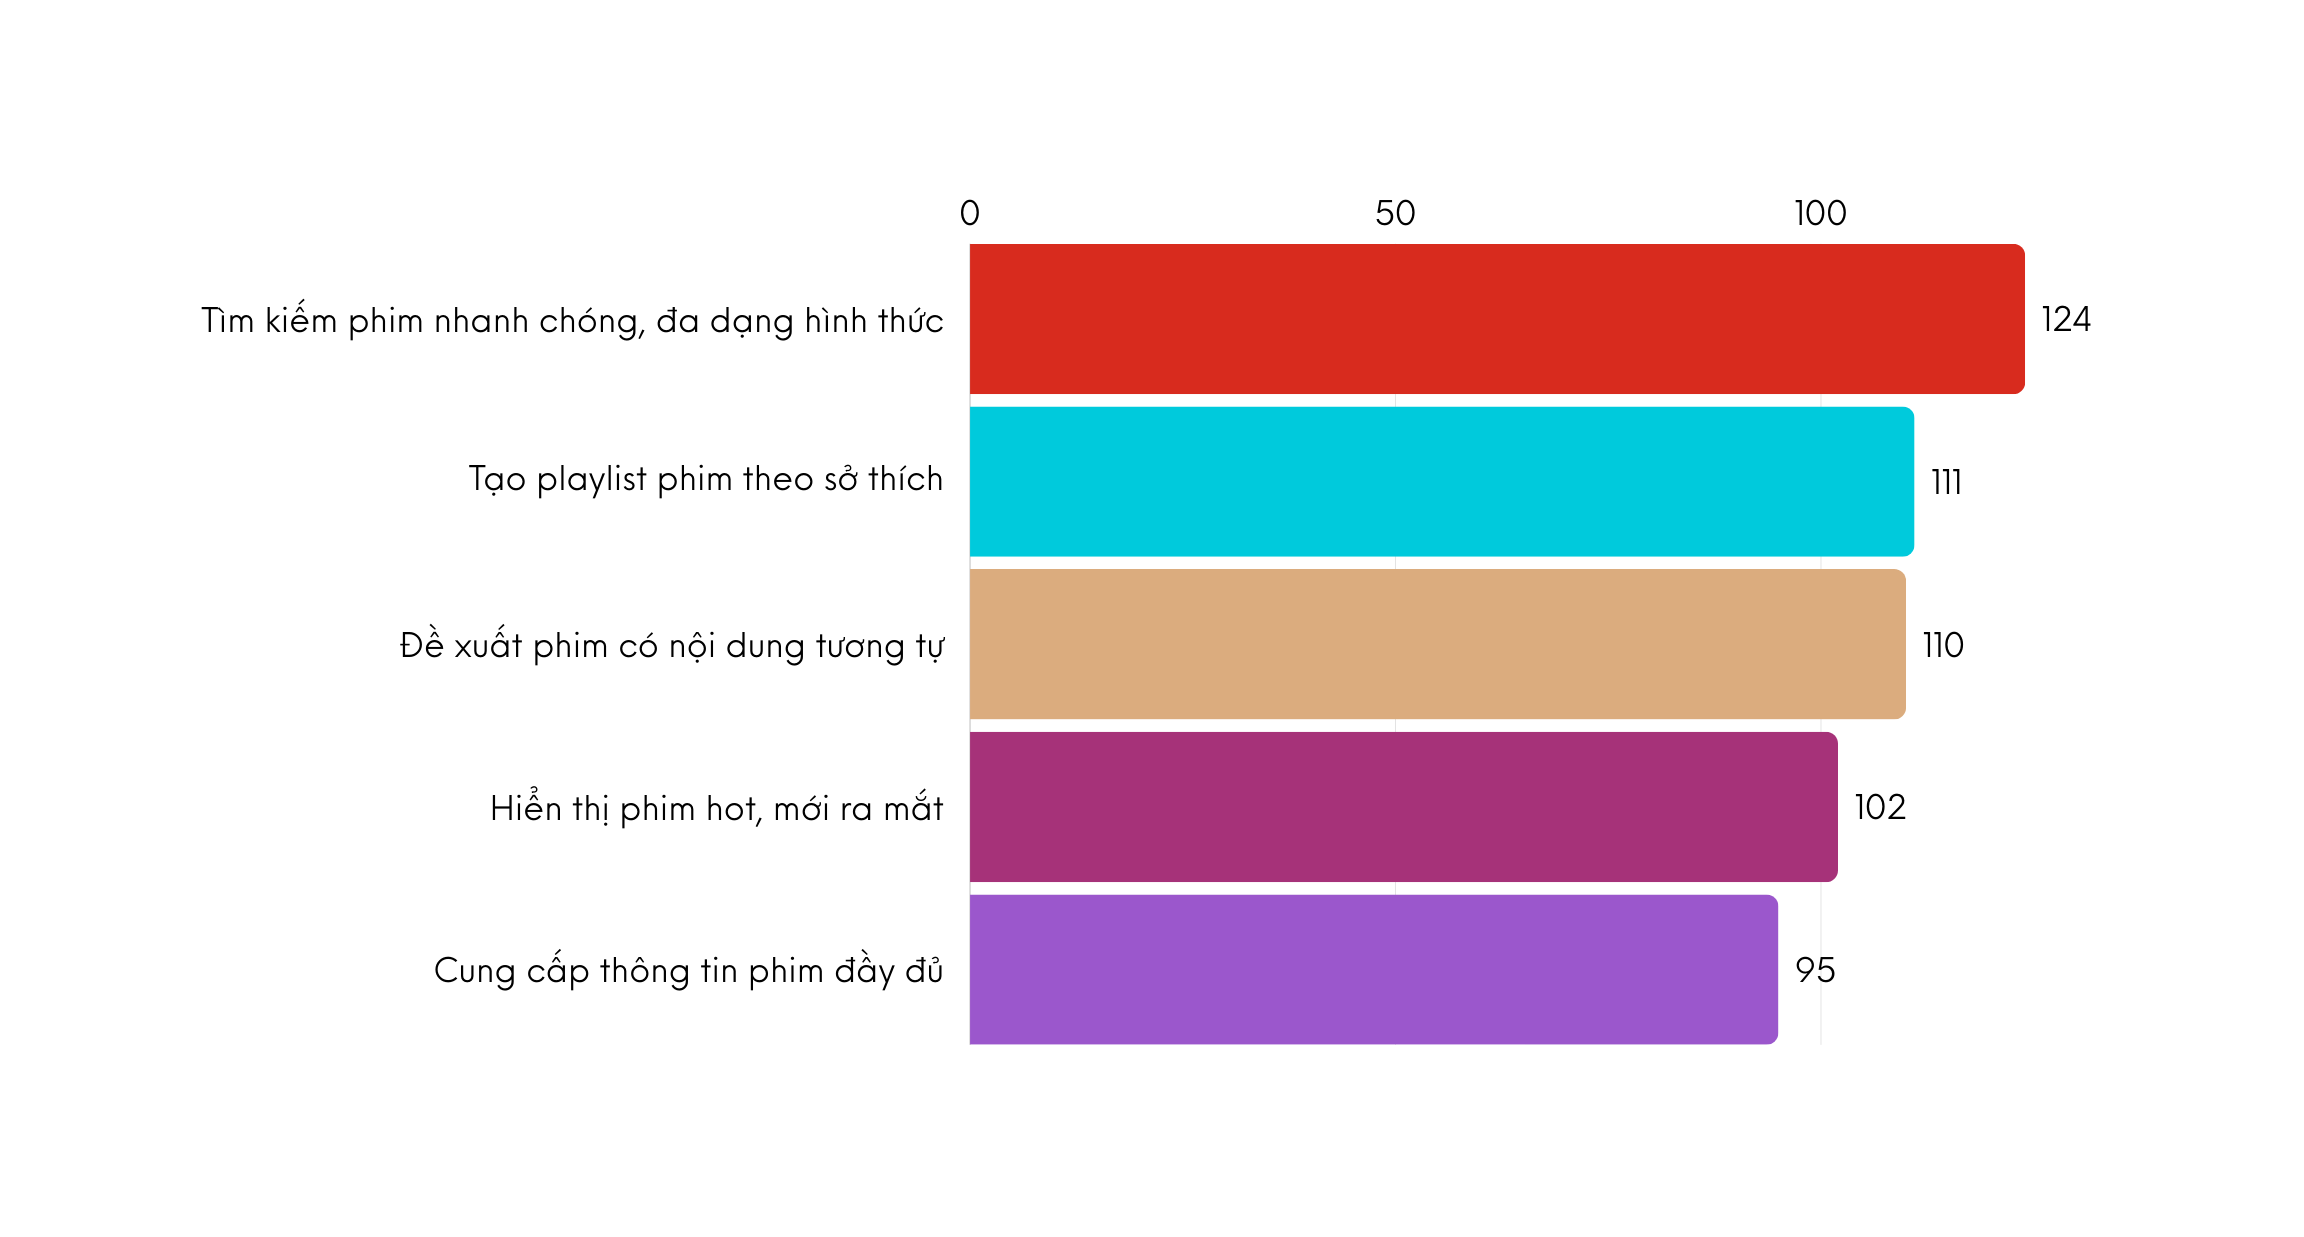 0 50 100
Tìm kiếm phim nhanh chóng, đa dạng hình thức 124
Tạo playlist phim theo sở thích 111
Đề xuất phim có nội dung tương tự 110
Hiển thị phim hot, mới ra mắt 102
Cung cấp thông tin phim đầy đủ 95